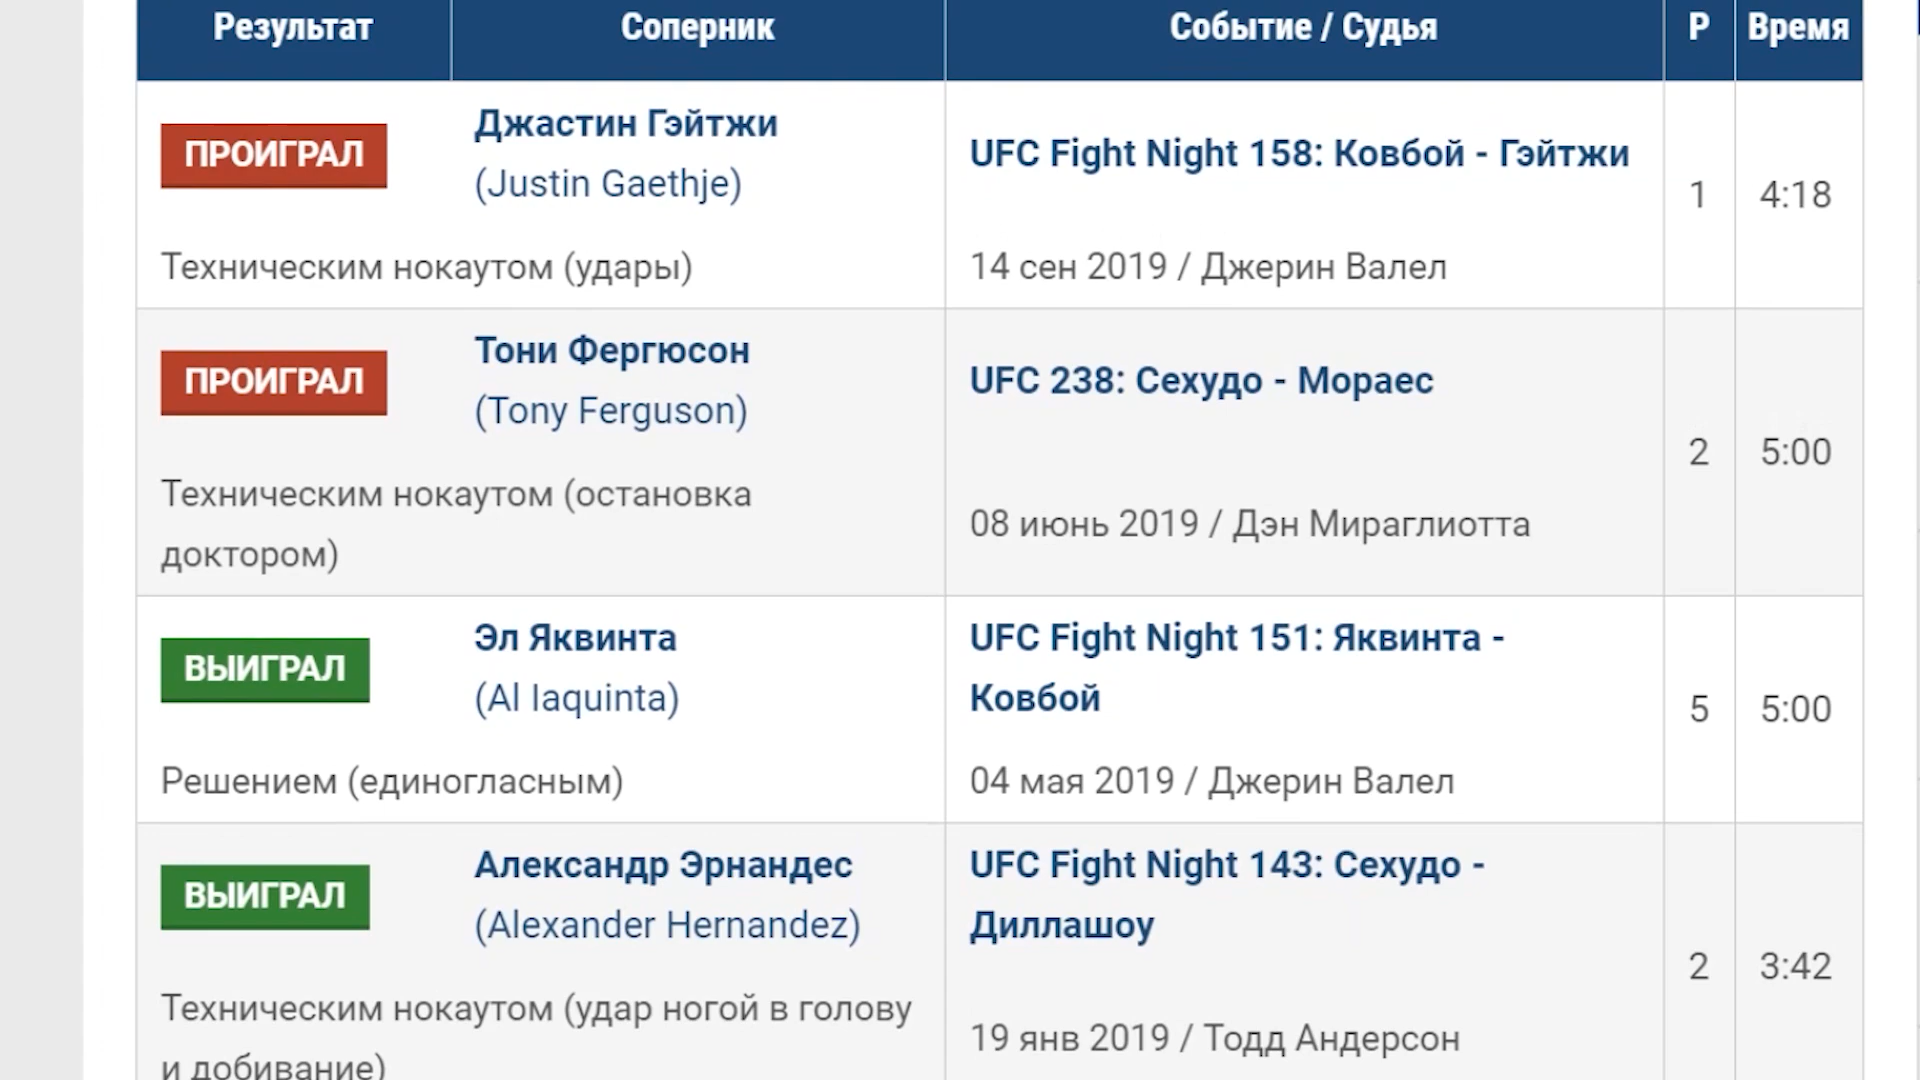 Результат Соперник Событие / Судья Р Время
ПРОИГРАЛ
Джастин Гэйтжи
(Justin Gaethje)
Техническим нокаутом (удары)
UFC Fight Night 158: Ковбой - Гэйтжи
14 сен 2019 / Джерин Валел
1
4:18
ПРОИГРАЛ
Тони Фергюсон
(Tony Ferguson)
Техническим нокаутом (остановка
доктором)
UFC 238: Сехудо - Мораес
08 июнь 2019 / Дэн Мираглиотта
2
5:00
ВЫИГРАЛ
Эл Яквинта
(Al Iaquinta)
Решением (единогласным)
UFC Fight Night 151: Яквинта -
Ковбой
04 мая 2019 / Джерин Валел
5
5:00
ВЫИГРАЛ
Александр Эрнандес
(Alexander Hernandez)
Техническим нокаутом (удар ногой в голову
и добивание)
UFC Fight Night 143: Сехудо -
Диллашоу
19 янв 2019 / Тодд Андерсон
2
3:42